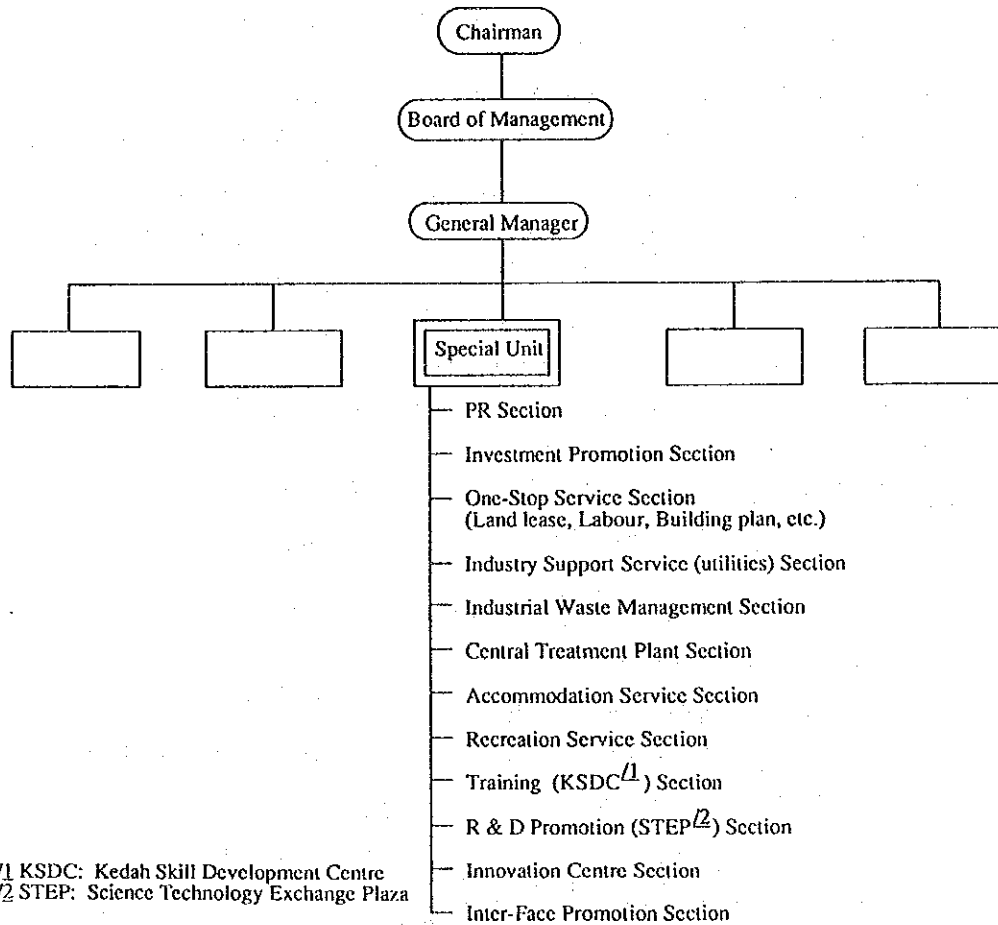 Chairman
Board of Management
General Manager
Special Unit
PR Section
Investment Promotion Section
One-Stop Service Section
(Land lease, Labour, Building plan, etc.)
Industry Support Service (utilities) Section
Industrial Waste Management Section
Central Treatment Plant Section
Accommodation Service Section
Recreation Service Section
Training (KSDC/1) Section
R & D Promotion (STEP/2) Section
Innovation Centre Section
Inter-Face Promotion Section
/1 KSDC: Kedah Skill Development Centre
/2 STEP: Science Technology Exchange Plaza